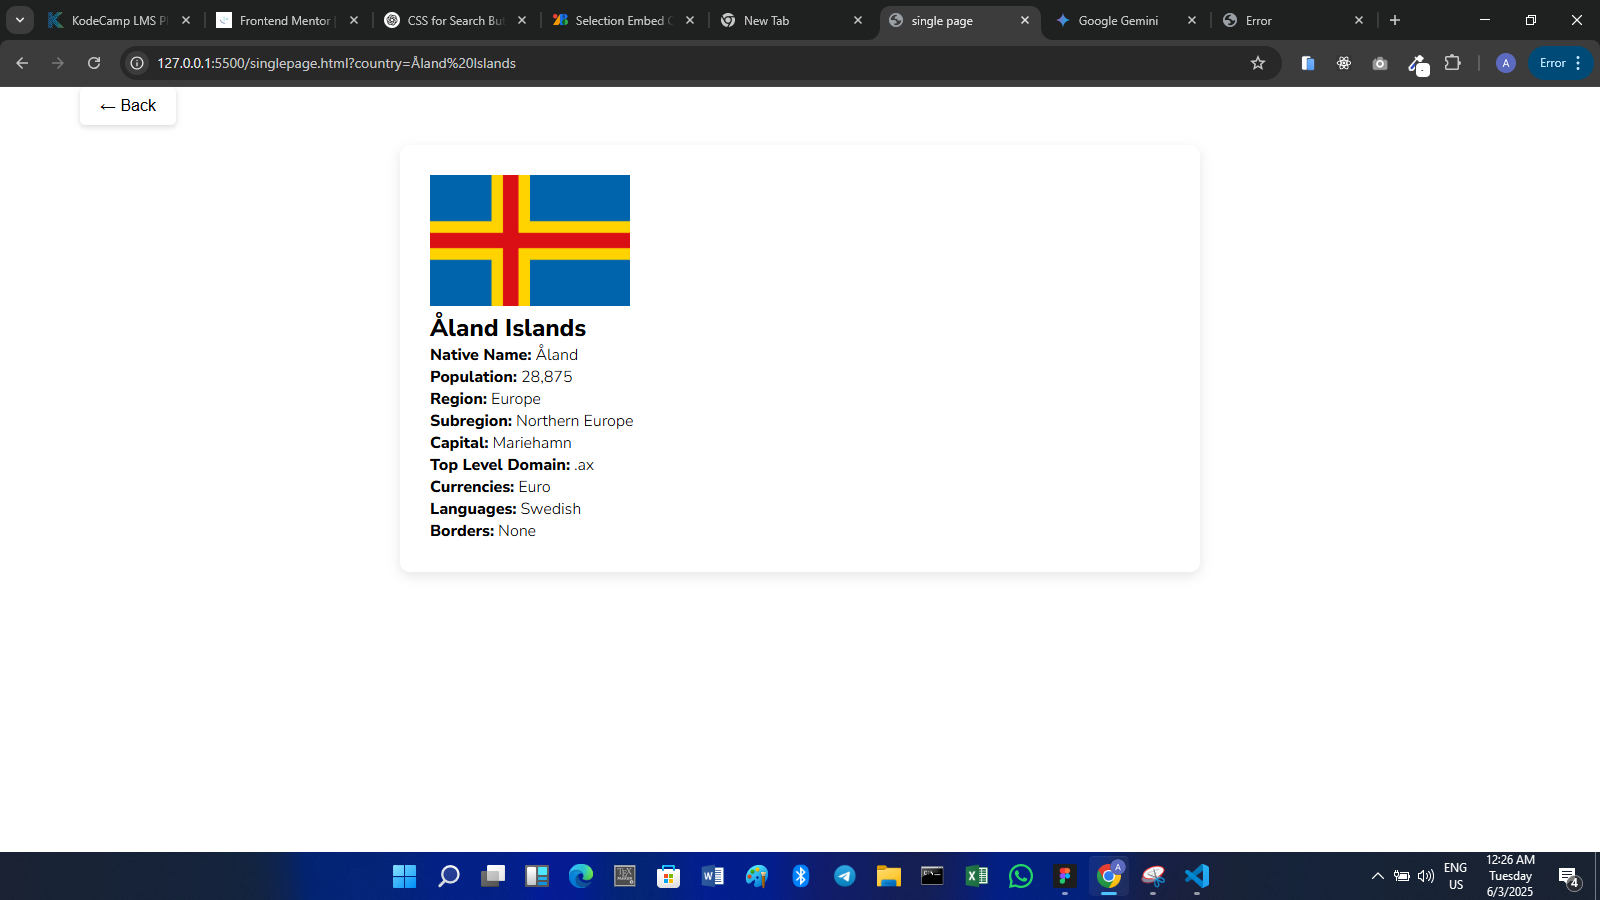 KodeCamp LMS Pl
Frontend Mentor
CSS for Search But
Selection Embed C
New Tab
single page
Google Gemini
Error
127.0.0.1:5500/singlepage.html?country=Åland%20Islands
A
Error
← Back
Åland Islands
Native Name: Åland
Population: 28,875
Region: Europe
Subregion: Northern Europe
Capital: Mariehamn
Top Level Domain: .ax
Currencies: Euro
Languages: Swedish
Borders: None
ENG
US
12:26 AM
Tuesday
6/3/2025
4